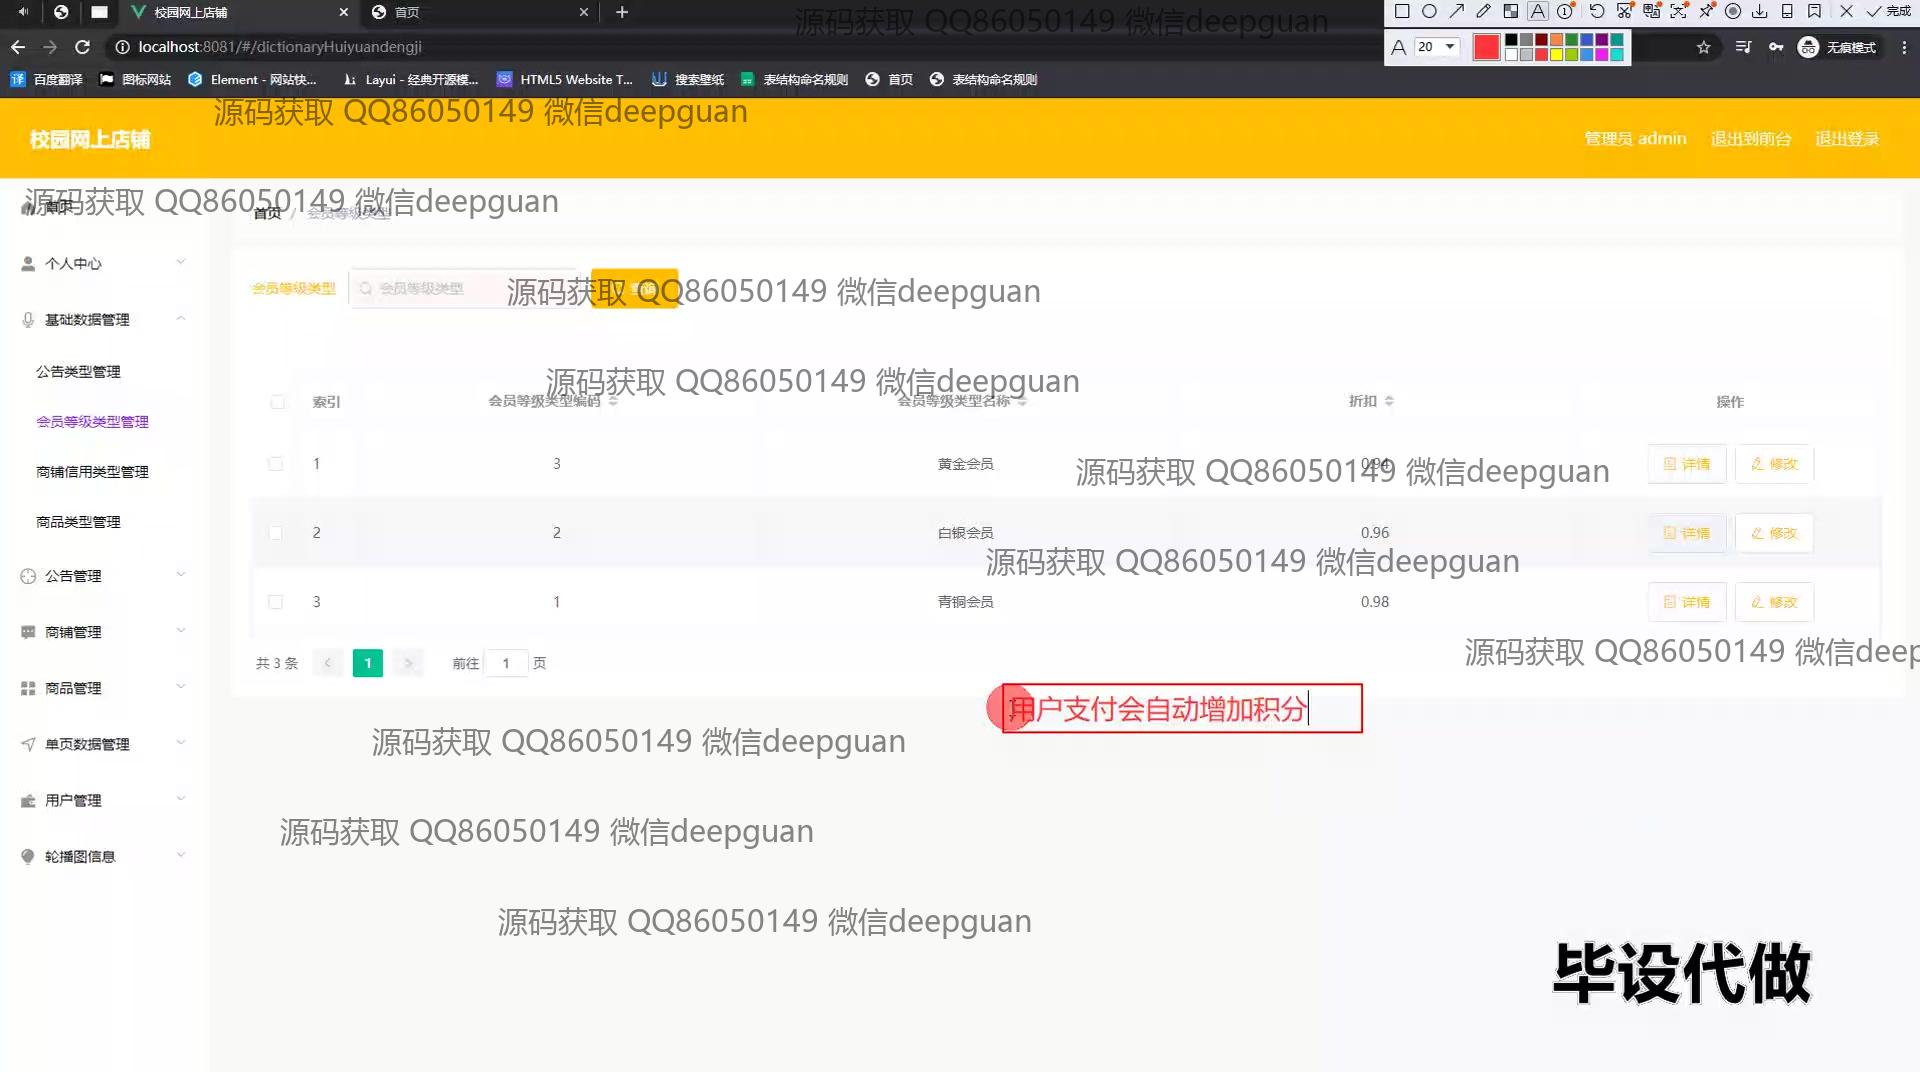 校园网上店铺
首页
源码获取 QQ86050149 微信deepguan
20
完成
localhost:8081/#/dictionaryHuiyuandengji
无痕模式
百度翻译
图标网站
Element - 网站快...
Layui - 经典开源模...
HTML5 Website T...
搜索壁纸
表结构命名规则
首页
表结构命名规则
源码获取 QQ86050149 微信deepguan
校园网上店铺
管理员 admin
退出到前台
退出登录
源码获取 QQ86050149 微信deepguan
首页
首页 / 会员等级类型
个人中心
会员等级类型
会员等级类型
查询
源码获取 QQ86050149 微信deepguan
基础数据管理
公告类型管理
源码获取 QQ86050149 微信deepguan
索引
会员等级类型编码
会员等级类型名称
折扣
操作
会员等级类型管理
1
3
黄金会员
0.94
详情
修改
源码获取 QQ86050149 微信deepguan
商铺信用类型管理
商品类型管理
2
2
白银会员
0.96
详情
修改
源码获取 QQ86050149 微信deepguan
公告管理
3
1
青铜会员
0.98
详情
修改
商铺管理
源码获取 QQ86050149 微信deep
共 3 条
1
前往 1 页
商品管理
用户支付会自动增加积分
单页数据管理
源码获取 QQ86050149 微信deepguan
用户管理
源码获取 QQ86050149 微信deepguan
轮播图信息
源码获取 QQ86050149 微信deepguan
毕设代做